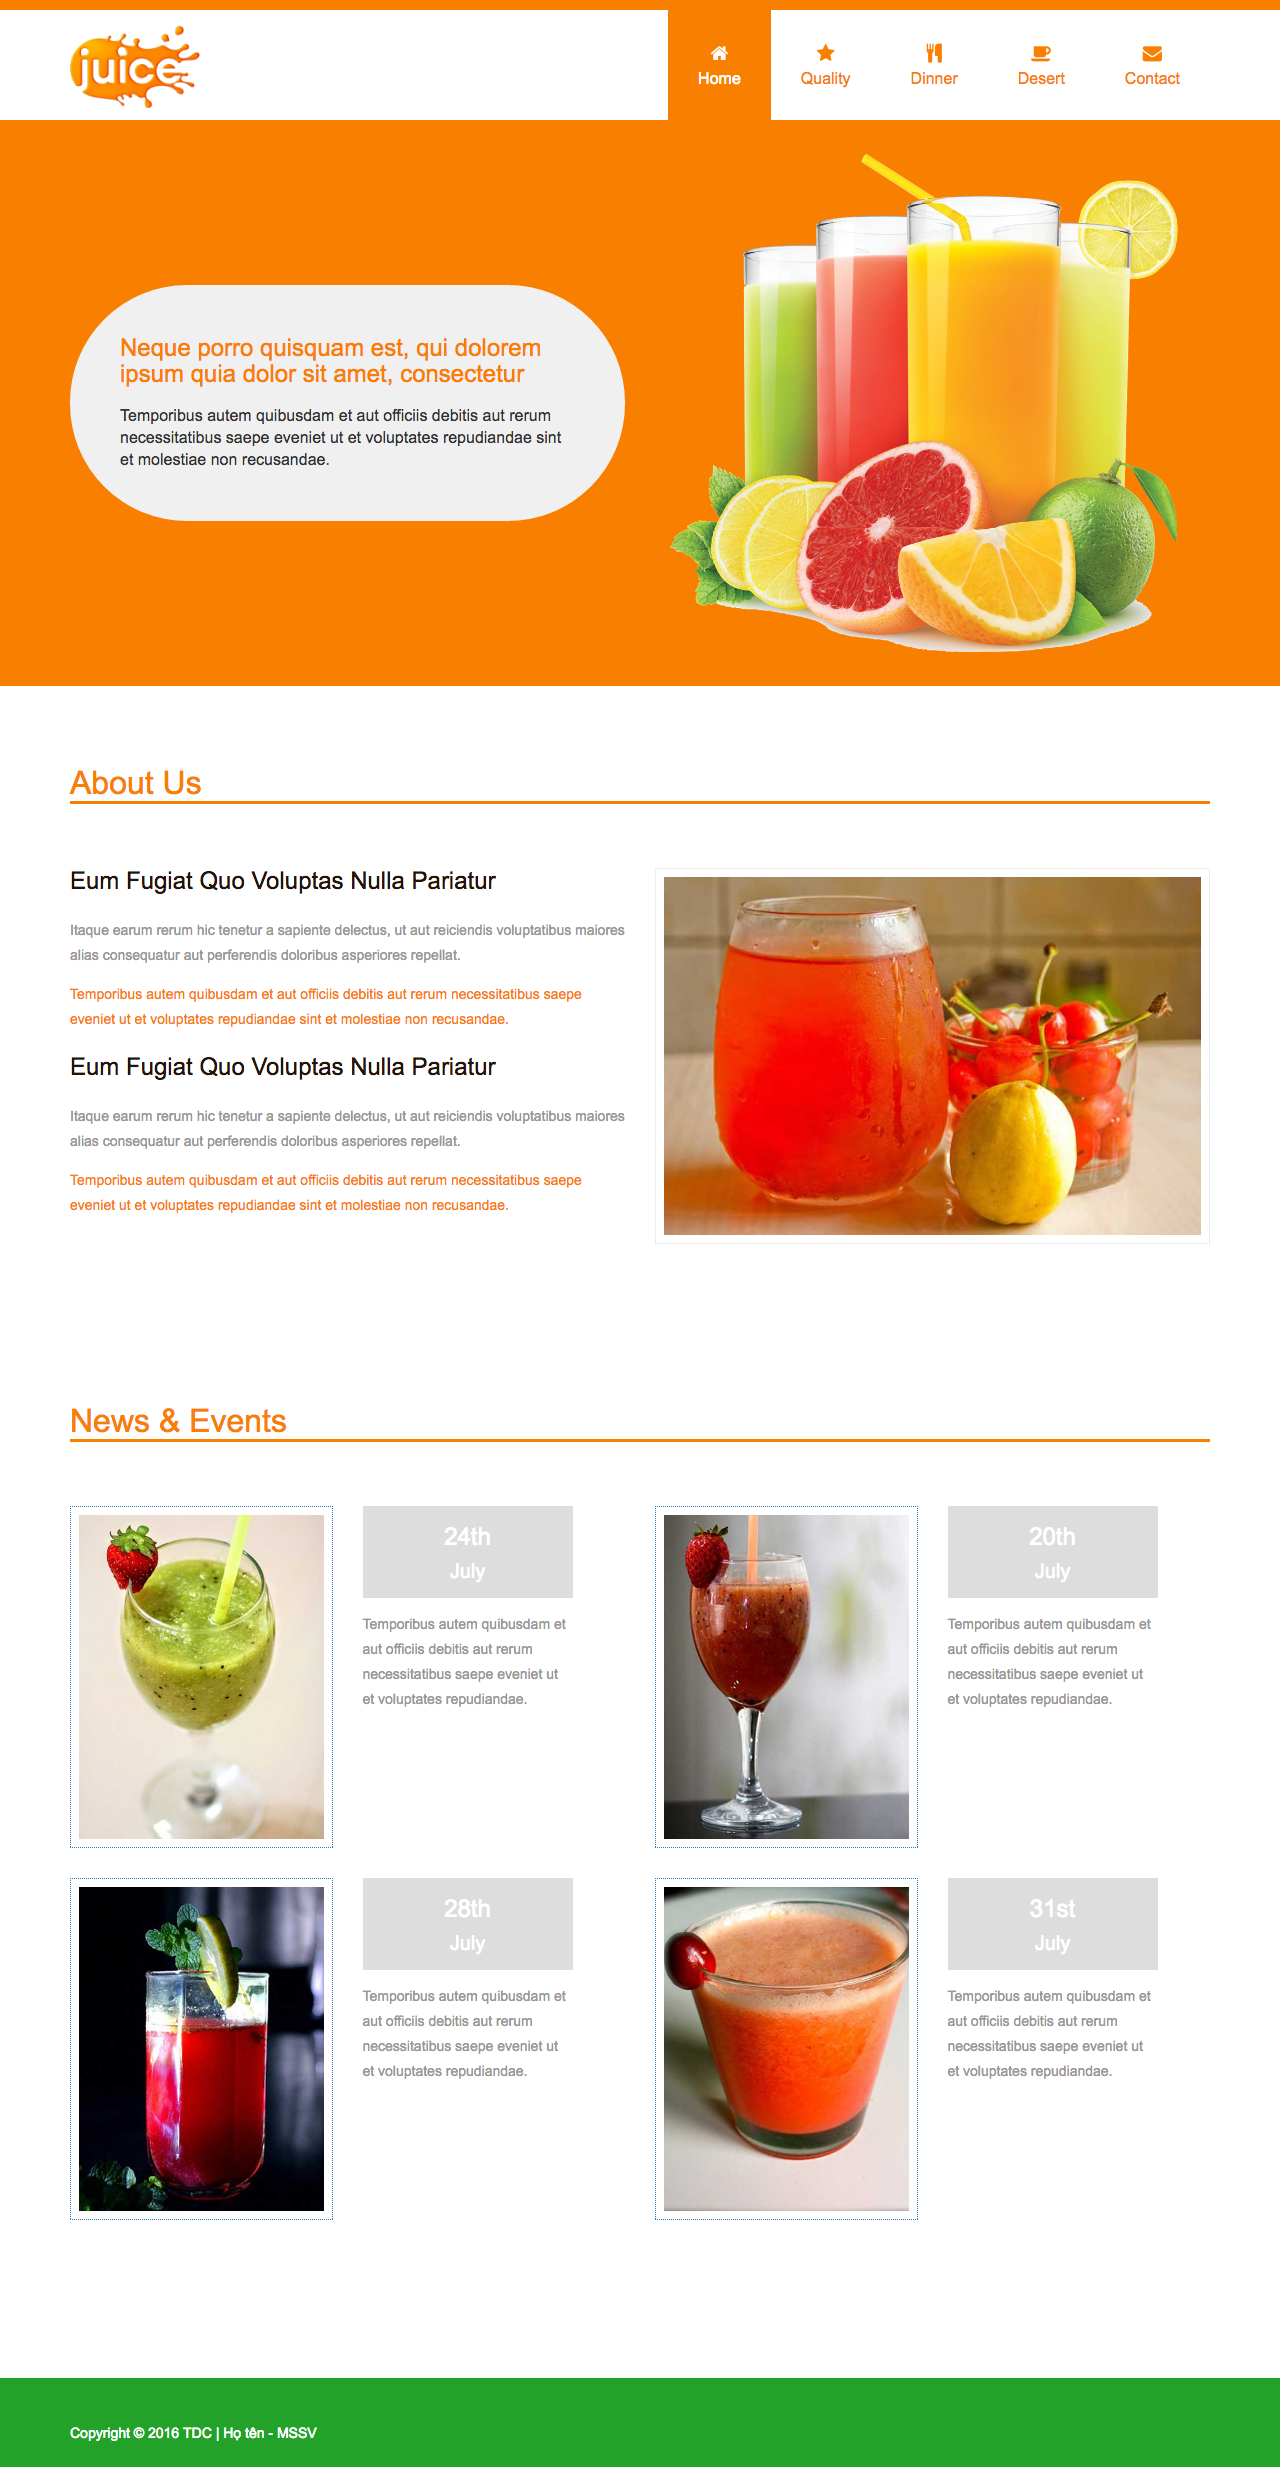 juice
Home
Quality
Dinner
Desert
Contact
Neque porro quisquam est, qui dolorem
ipsum quia dolor sit amet, consectetur
Temporibus autem quibusdam et aut officiis debitis aut rerum
necessitatibus saepe eveniet ut et voluptates repudiandae sint
et molestiae non recusandae.
About Us
Eum Fugiat Quo Voluptas Nulla Pariatur
Itaque earum rerum hic tenetur a sapiente delectus, ut aut reiciendis voluptatibus maiores
alias consequatur aut perferendis doloribus asperiores repellat.
Temporibus autem quibusdam et aut officiis debitis aut rerum necessitatibus saepe
eveniet ut et voluptates repudiandae sint et molestiae non recusandae.
Eum Fugiat Quo Voluptas Nulla Pariatur
Itaque earum rerum hic tenetur a sapiente delectus, ut aut reiciendis voluptatibus maiores
alias consequatur aut perferendis doloribus asperiores repellat.
Temporibus autem quibusdam et aut officiis debitis aut rerum necessitatibus saepe
eveniet ut et voluptates repudiandae sint et molestiae non recusandae.
News & Events
24th
July
Temporibus autem quibusdam et
aut officiis debitis aut rerum
necessitatibus saepe eveniet ut
et voluptates repudiandae.
20th
July
Temporibus autem quibusdam et
aut officiis debitis aut rerum
necessitatibus saepe eveniet ut
et voluptates repudiandae.
28th
July
Temporibus autem quibusdam et
aut officiis debitis aut rerum
necessitatibus saepe eveniet ut
et voluptates repudiandae.
31st
July
Temporibus autem quibusdam et
aut officiis debitis aut rerum
necessitatibus saepe eveniet ut
et voluptates repudiandae.
Copyright © 2016 TDC | Họ tên - MSSV